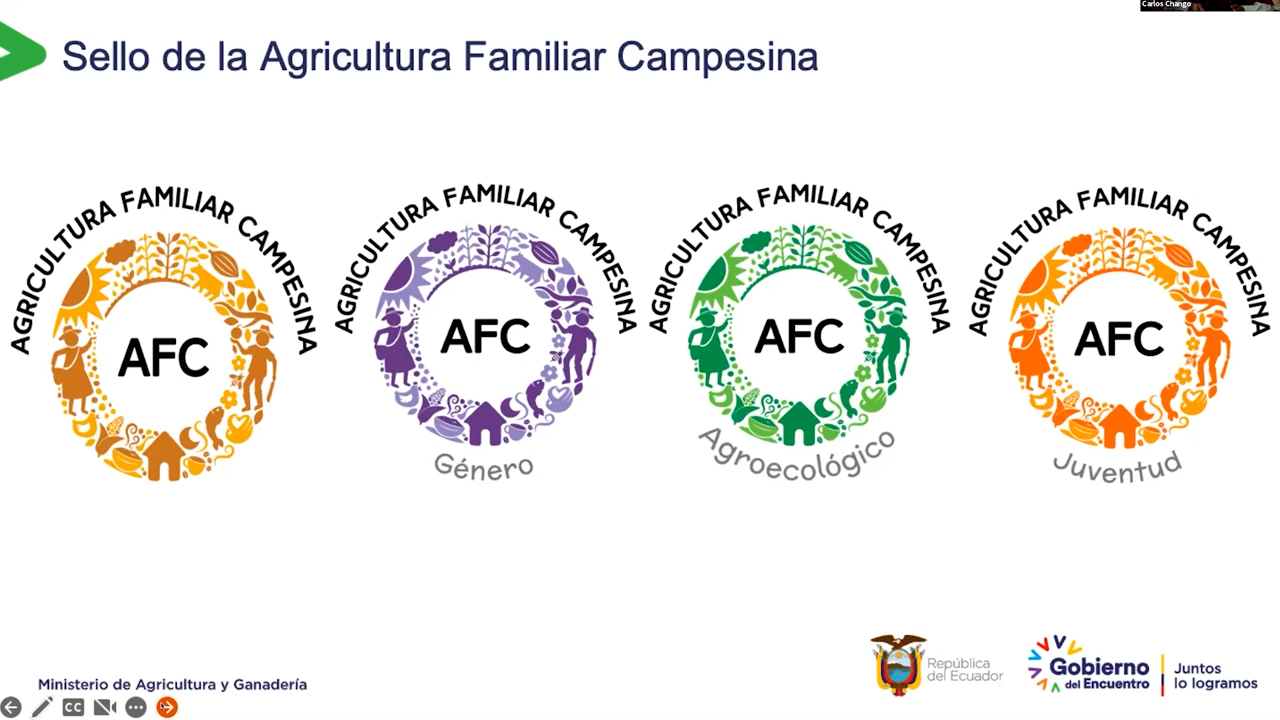 Carlos Chango
Sello de la Agricultura Familiar Campesina
AGRICULTURA FAMILIAR CAMPESINA
AFC
AGRICULTURA FAMILIAR CAMPESINA
AFC
Género
AGRICULTURA FAMILIAR CAMPESINA
AFC
Agroecológico
AGRICULTURA FAMILIAR CAMPESINA
AFC
Juventud
Ministerio de Agricultura y Ganadería
República
del Ecuador
Gobierno
del Encuentro
Juntos
lo logramos
CC